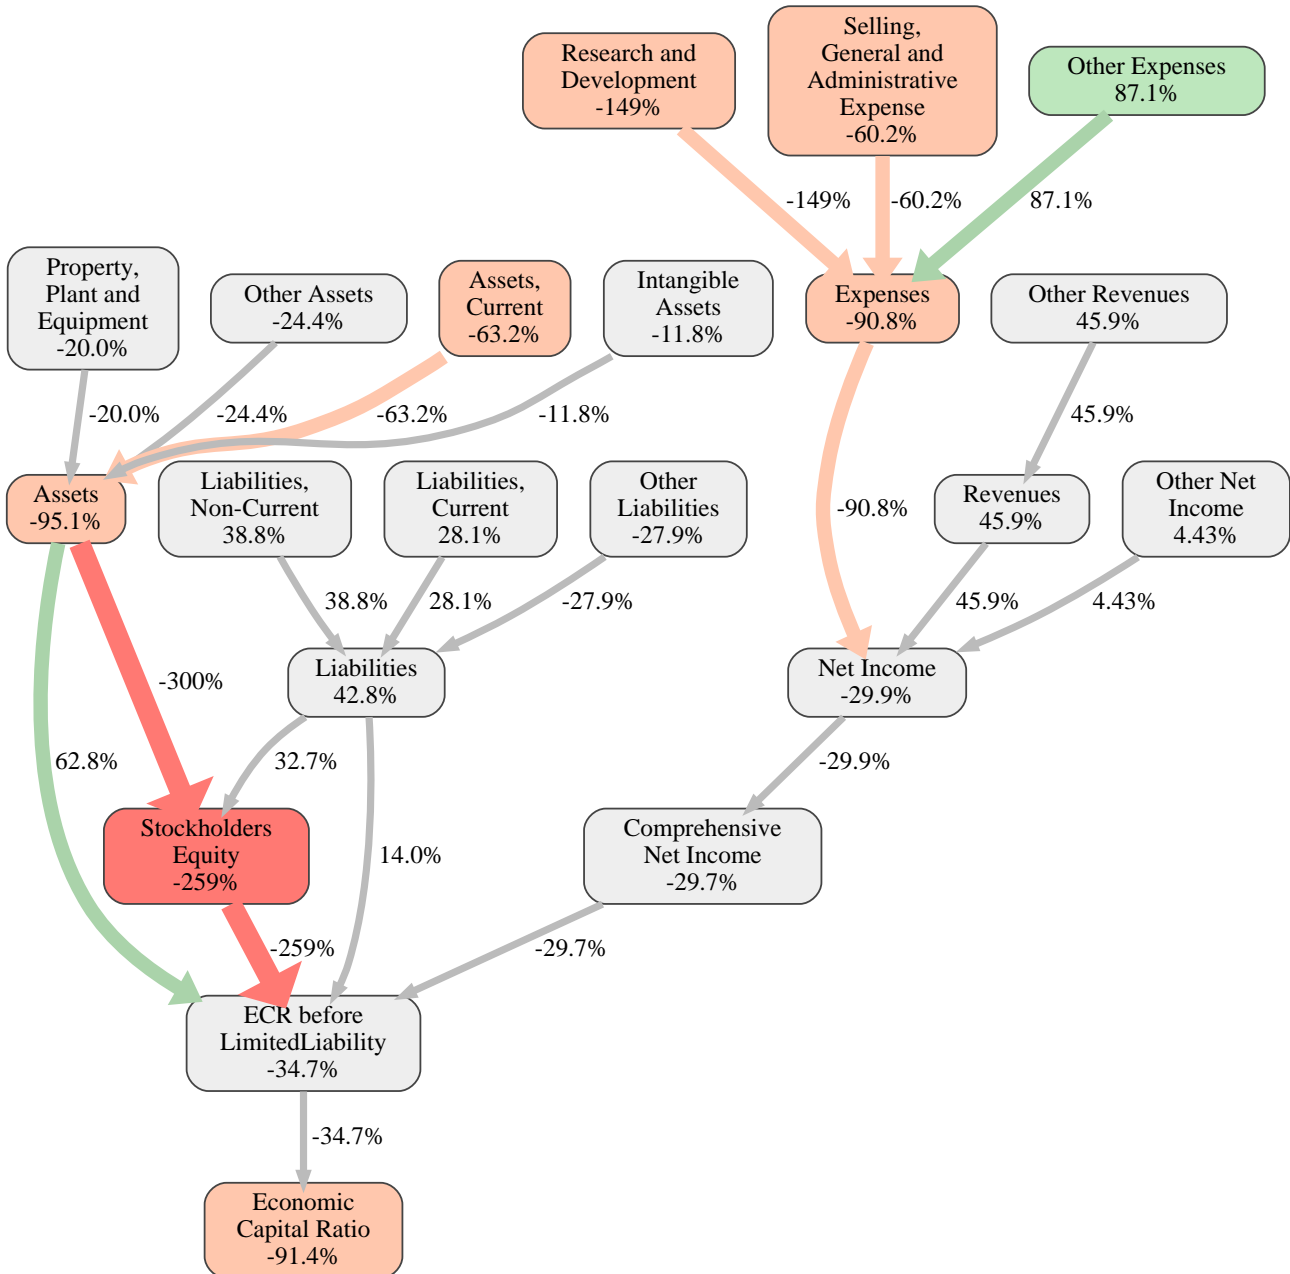 Research and
Development
-149%
Selling,
General and
Administrative
Expense
-60.2%
Other Expenses
87.1%
-149%
-60.2%
87.1%
Property,
Plant and
Equipment
-20.0%
Other Assets
-24.4%
Assets,
Current
-63.2%
Intangible
Assets
-11.8%
Expenses
-90.8%
Other Revenues
45.9%
-20.0%
-24.4%
-63.2%
-11.8%
45.9%
Assets
-95.1%
Liabilities,
Non-Current
38.8%
Liabilities,
Current
28.1%
Other
Liabilities
-27.9%
-90.8%
Revenues
45.9%
Other Net
Income
4.43%
38.8%
28.1%
-27.9%
45.9%
4.43%
-300%
Liabilities
42.8%
Net Income
-29.9%
62.8%
32.7%
-29.9%
Stockholders
Equity
-259%
14.0%
Comprehensive
Net Income
-29.7%
-259%
-29.7%
ECR before
LimitedLiability
-34.7%
-34.7%
Economic
Capital Ratio
-91.4%